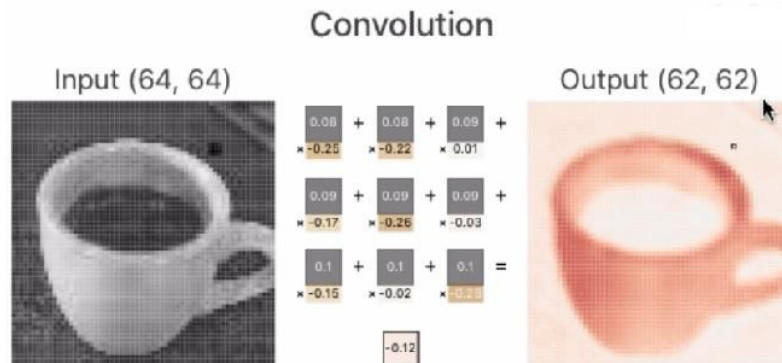 Convolution
Input (64, 64)
Output (62, 62)
0.08 + 0.08 + 0.09 +
× -0.25 × -0.22 × 0.01
0.09 + 0.09 + 0.09 +
× -0.17 × -0.26 × -0.03
0.1 + 0.1 + 0.1 =
× -0.15 × -0.02
-0.12